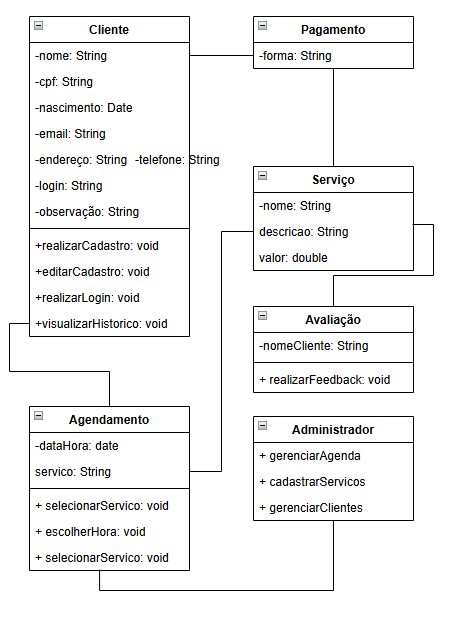 Cliente
-nome: String
-cpf: String
-nascimento: Date
-email: String
-endereço: String -telefone: String
-login: String
-observação: String
+realizarCadastro: void
+editarCadastro: void
+realizarLogin: void
+visualizarHistorico: void
Pagamento
-forma: String
Serviço
-nome: String
descricao: String
valor: double
Avaliação
-nomeCliente: String
+ realizarFeedback: void
Agendamento
-dataHora: date
servico: String
+ selecionarServico: void
+ escolherHora: void
+ selecionarServico: void
Administrador
+ gerenciarAgenda
+ cadastrarServicos
+ gerenciarClientes